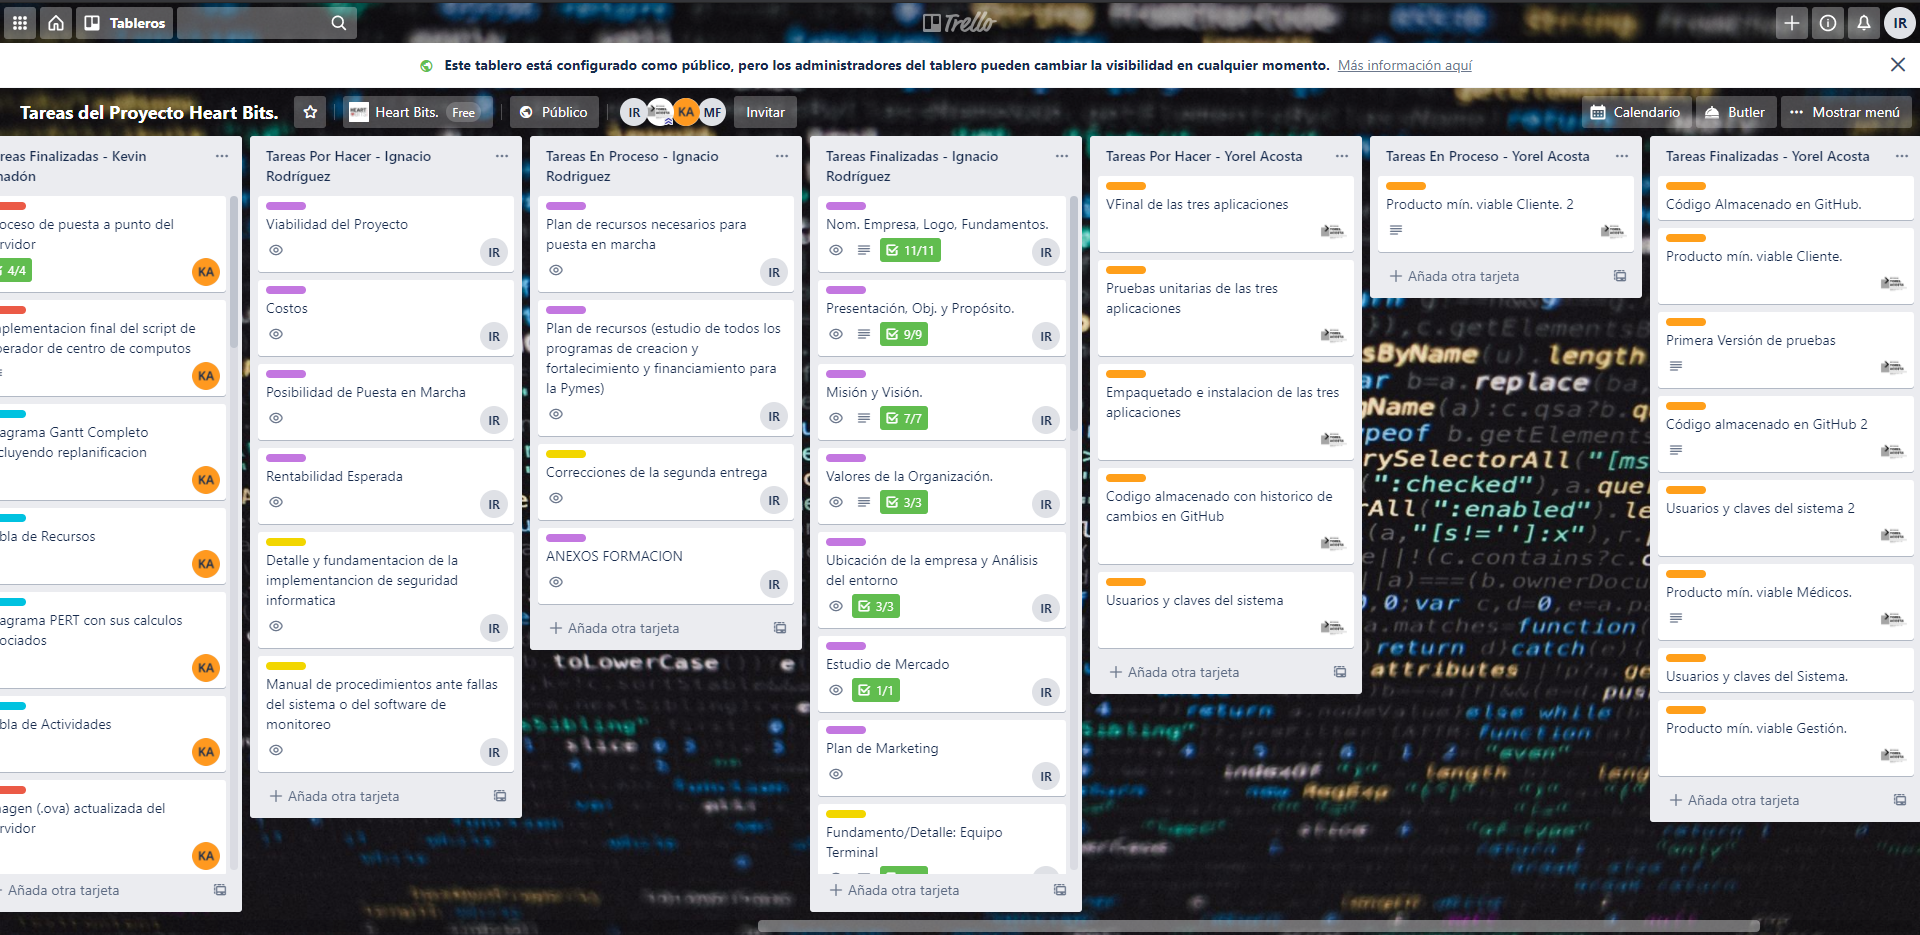 Tableros
Trello
IR
Este tablero está configurado como público, pero los administradores del tablero pueden cambiar la visibilidad en cualquier momento. Más información aquí
Tareas del Proyecto Heart Bits.
Heart Bits. Free
Público
IR KA MF
Invitar
Calendario
Butler
Mostrar menú
reas Finalizadas - Kevin
nadón
oceso de puesta a punto del
rvidor
4/4
KA
plementacion final del script de
erador de centro de computos
KA
agrama Gantt Completo
cluyendo replanificacion
KA
bla de Recursos
KA
agrama PERT con sus calculos
ociados
KA
bla de Actividades
KA
agen (.ova) actualizada del
rvidor
KA
Añada otra tarjeta
Tareas Por Hacer - Ignacio
Rodríguez
Viabilidad del Proyecto
IR
Costos
IR
Posibilidad de Puesta en Marcha
IR
Rentabilidad Esperada
IR
Detalle y fundamentacion de la
implementancion de seguridad
informatica
IR
Manual de procedimientos ante fallas
del sistema o del software de
monitoreo
IR
Añada otra tarjeta
Tareas En Proceso - Ignacio
Rodriguez
Plan de recursos necesarios para
puesta en marcha
IR
Plan de recursos (estudio de todos los
programas de creacion y
fortalecimiento y financiamiento para
la Pymes)
IR
Correcciones de la segunda entrega
IR
ANEXOS FORMACION
IR
Añada otra tarjeta
Tareas Finalizadas - Ignacio
Rodríguez
Nom. Empresa, Logo, Fundamentos.
11/11
IR
Presentación, Obj. y Propósito.
9/9
IR
Misión y Visión.
7/7
IR
Valores de la Organización.
3/3
IR
Ubicación de la empresa y Análisis
del entorno
3/3
IR
Estudio de Mercado
1/1
IR
Plan de Marketing
IR
Fundamento/Detalle: Equipo
Terminal
Añada otra tarjeta
Tareas Por Hacer - Yorel Acosta
VFinal de las tres aplicaciones
Pruebas unitarias de las tres
aplicaciones
Empaquetado e instalacion de las tres
aplicaciones
Codigo almacenado con historico de
cambios en GitHub
Usuarios y claves del sistema
Añada otra tarjeta
Tareas En Proceso - Yorel Acosta
Producto mín. viable Cliente. 2
Añada otra tarjeta
Tareas Finalizadas - Yorel Acosta
Código Almacenado en GitHub.
Producto mín. viable Cliente.
Primera Versión de pruebas
Código almacenado en GitHub 2
Usuarios y claves del sistema 2
Producto mín. viable Médicos.
Usuarios y claves del Sistema.
Producto mín. viable Gestión.
Añada otra tarjeta